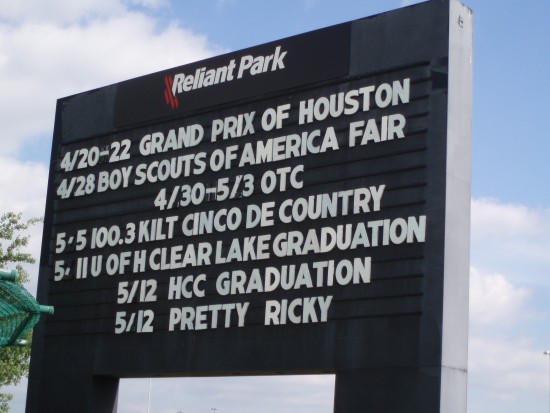 Reliant Park
4/20-22 GRAND PRIX OF HOUSTON
4/28 BOY SCOUTS OF AMERICA FAIR
4/30-5/3 OTC
5/5 100.3 KILT CINCO DE COUNTRY
5/11 U OF H CLEAR LAKE GRADUATION
5/12 HCC GRADUATION
5/12 PRETTY RICKY